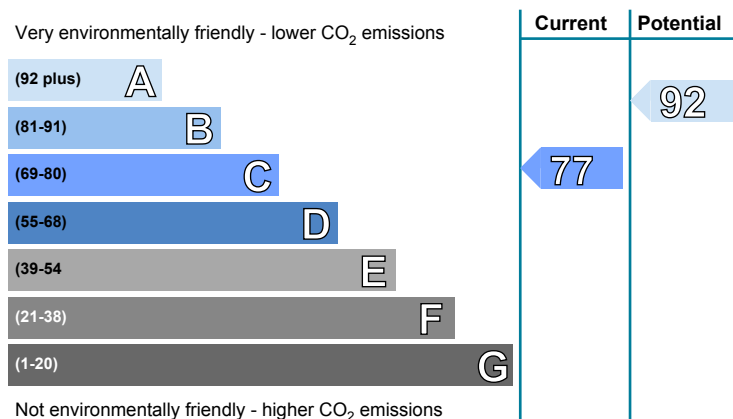 Very environmentally friendly - lower CO₂ emissions
Current
Potential
(92 plus) A
(81-91) B
(69-80) C
(55-68) D
(39-54 E
(21-38) F
(1-20) G
92
77
Not environmentally friendly - higher CO₂ emissions